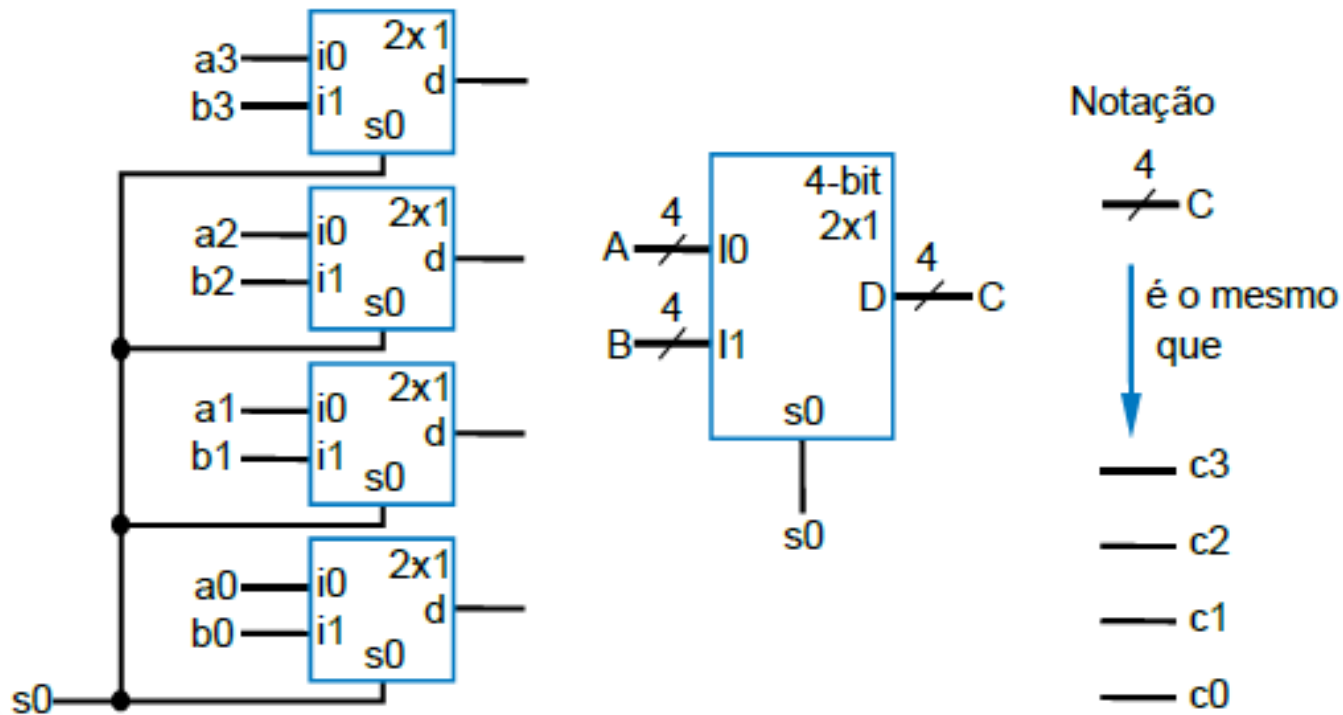 2x1
a3 i0
d
b3 i1
s0
2x1
a2 i0
d
b2 i1
s0
2x1
a1 i0
d
b1 i1
s0
2x1
a0 i0
d
b0 i1
s0
s0
4-bit
2x1
4
A I0
4
D C
4
B I1
s0
s0
Notação
4
C
é o mesmo
que
c3
c2
c1
c0